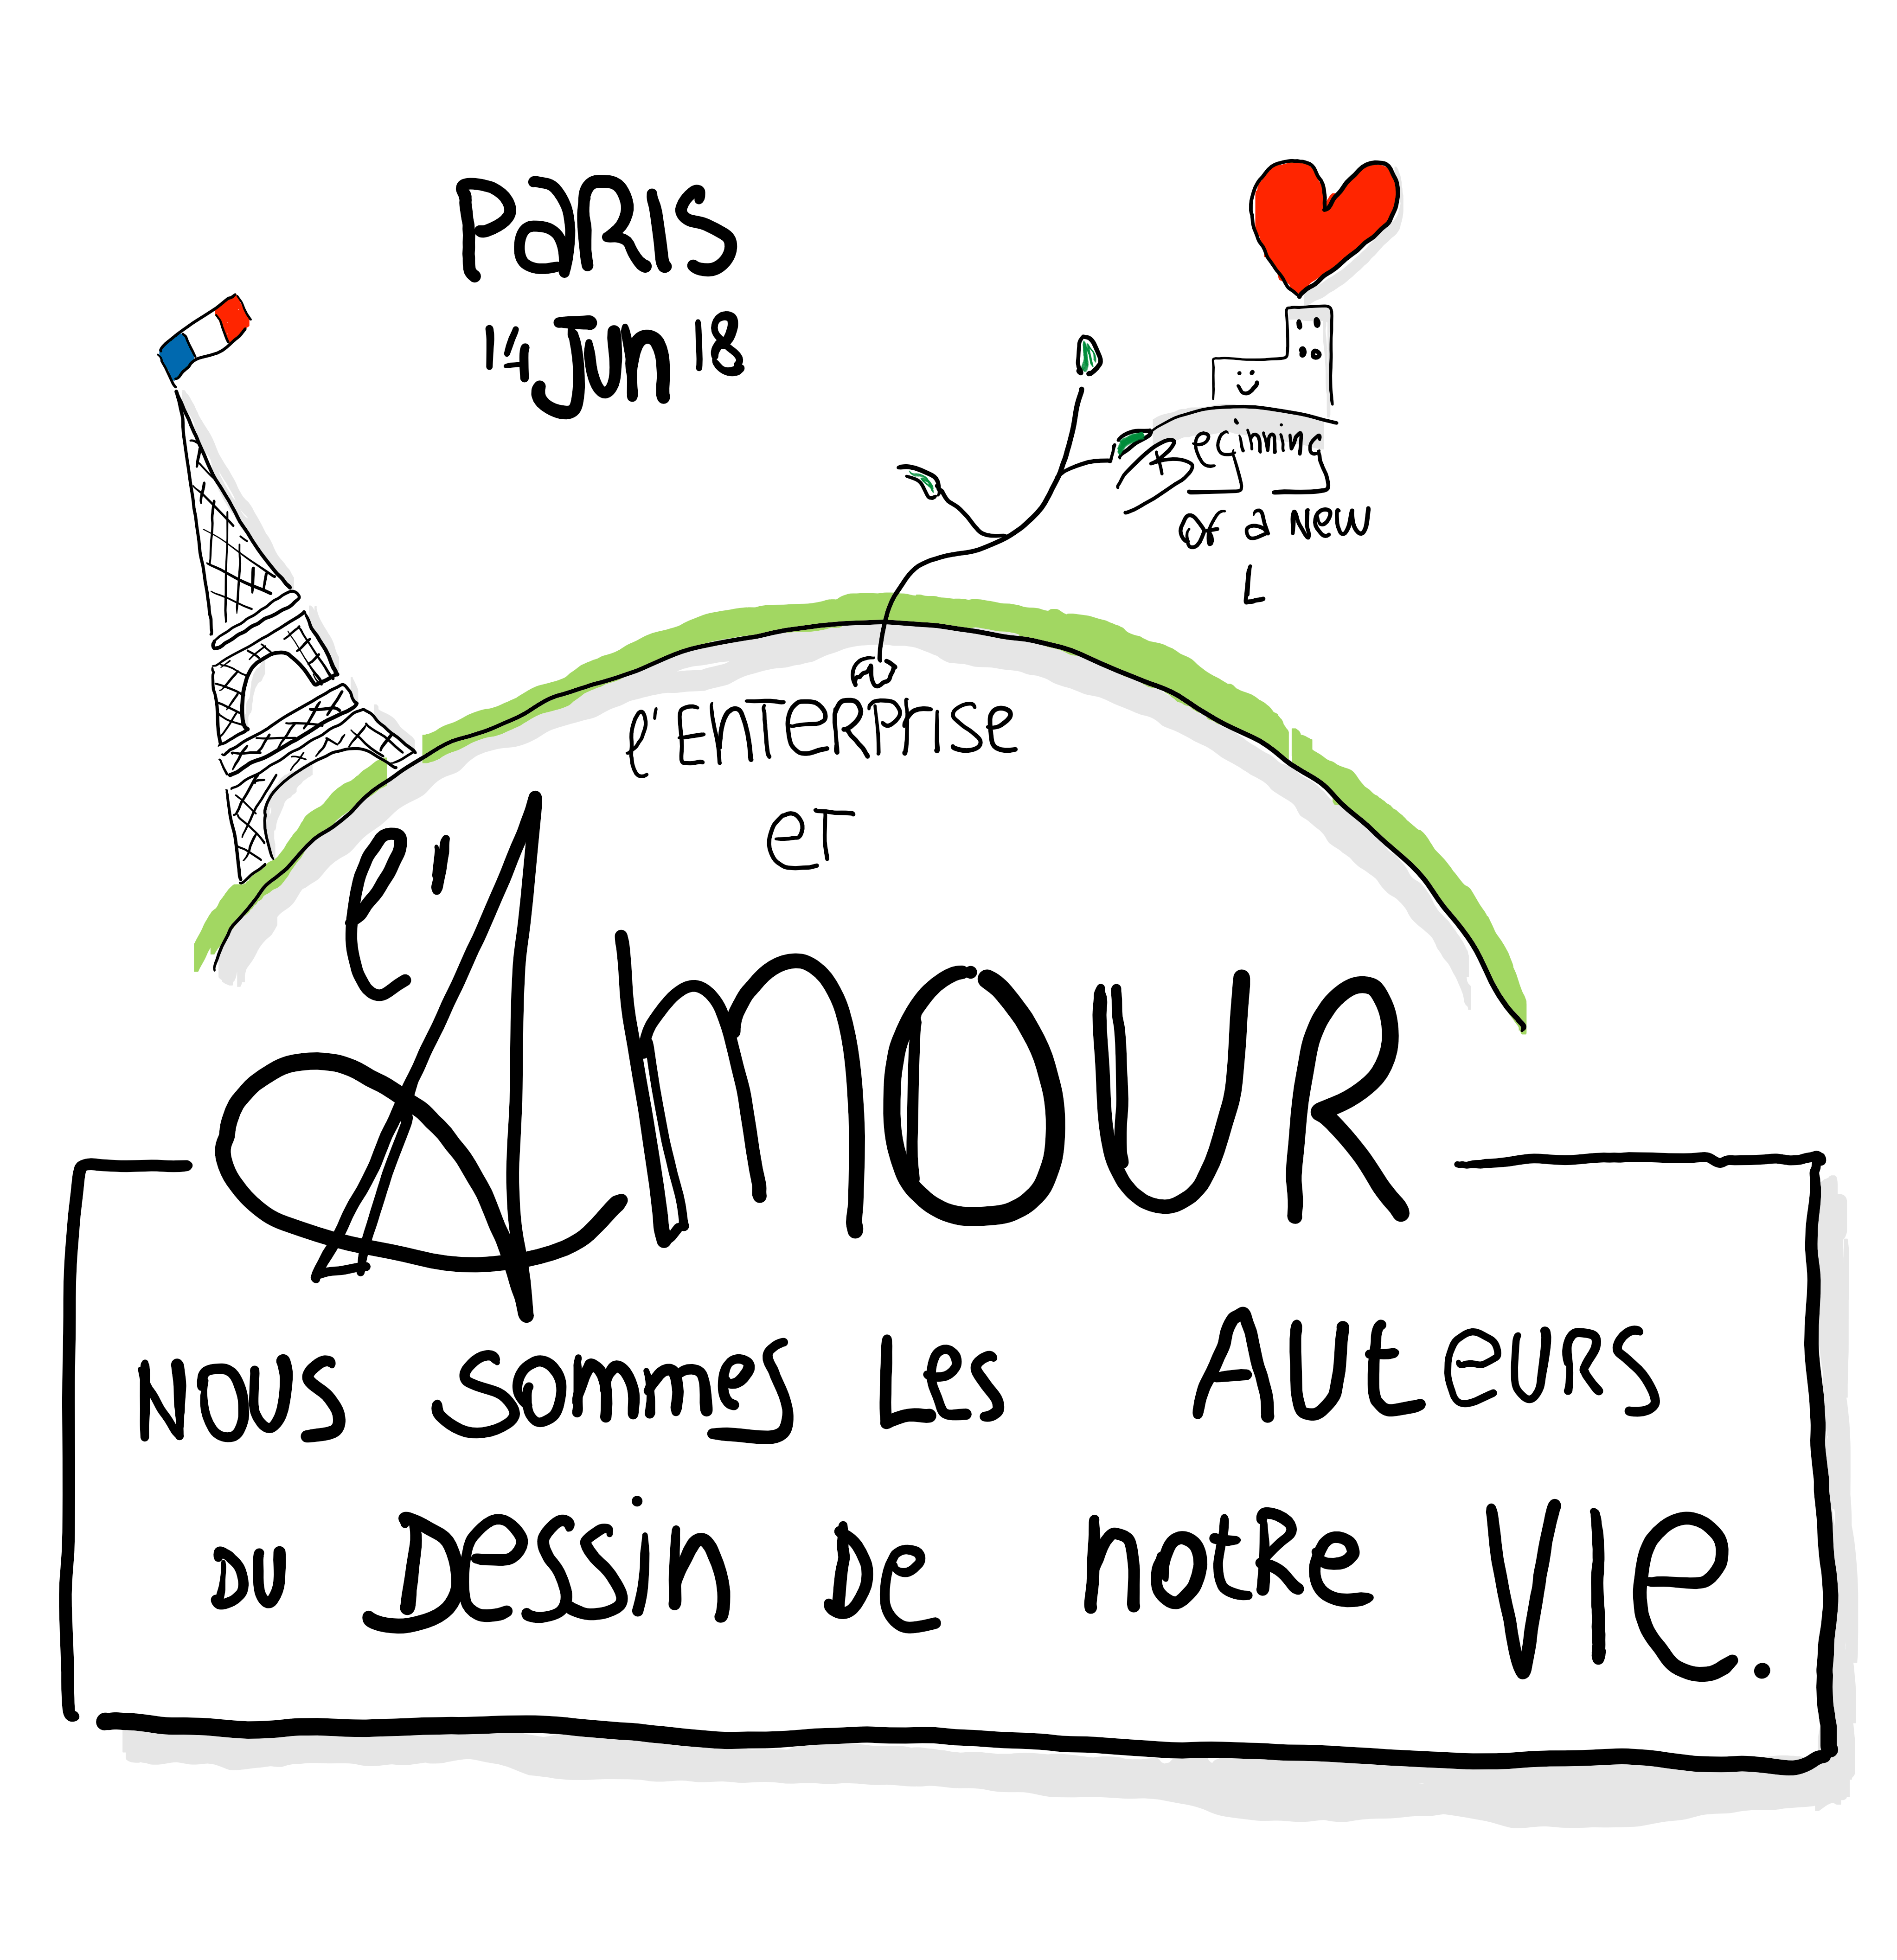 PaRIS
14 Jun 18
Beginning
of a new
L
l'ENTERPRISE
eT
l'AMOUR
NOUS SOMMES LES AUTEURS
DU DESSIN DE NOTRE VIE.